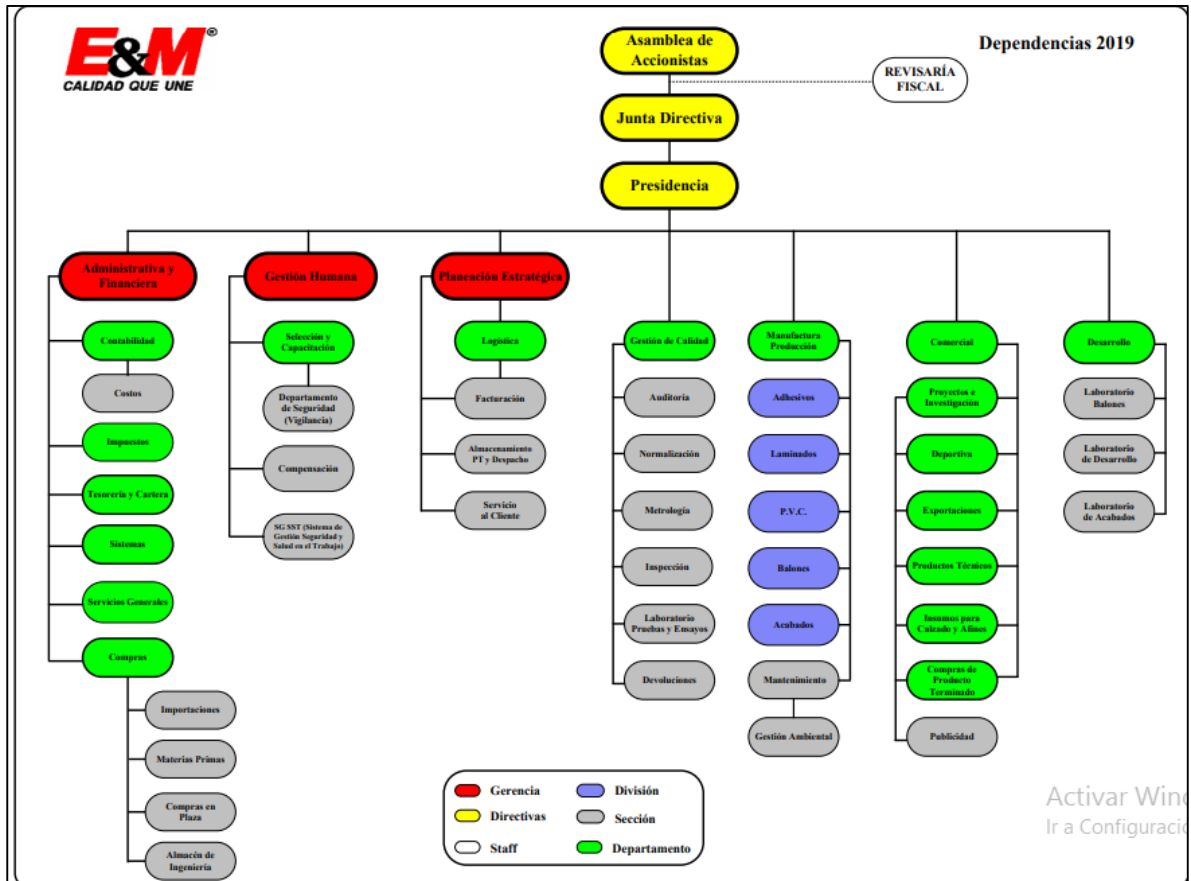 E&M®
CALIDAD QUE UNE
Dependencias 2019
Asamblea de
Accionistas
REVISARÍA
FISCAL
Junta Directiva
Presidencia
Administrativa y
Financiera
Gestión Humana
Planeación Estratégica
Contabilidad
Costos
Impuestos
Tesorería y Cartera
Sistemas
Servicios Generales
Compras
Importaciones
Materias Primas
Compras en
Plaza
Almacén de
Ingeniería
Selección y
Capacitación
Departamento
de Seguridad
(Vigilancia)
Compensación
SG SST (Sistema de
Gestión Seguridad y
Salud en el Trabajo)
Logística
Facturación
Almacenamiento
PT y Despacho
Servicio
al Cliente
Gestión de Calidad
Auditoría
Normalización
Metrología
Inspección
Laboratorio
Pruebas y Ensayos
Devoluciones
Manufactura
Producción
Adhesivos
Laminados
P.V.C.
Balones
Acabados
Mantenimiento
Gestión Ambiental
Comercial
Proyectos e
Investigación
Deportiva
Exportaciones
Productos Técnicos
Insumos para
Calzado y Afines
Compras de
Producto
Terminado
Publicidad
Desarrollo
Laboratorio
Balones
Laboratorio
de Desarrollo
Laboratorio
de Acabados
Gerencia
División
Directivas
Sección
Staff
Departamento
Activar Wind
Ir a Configuració